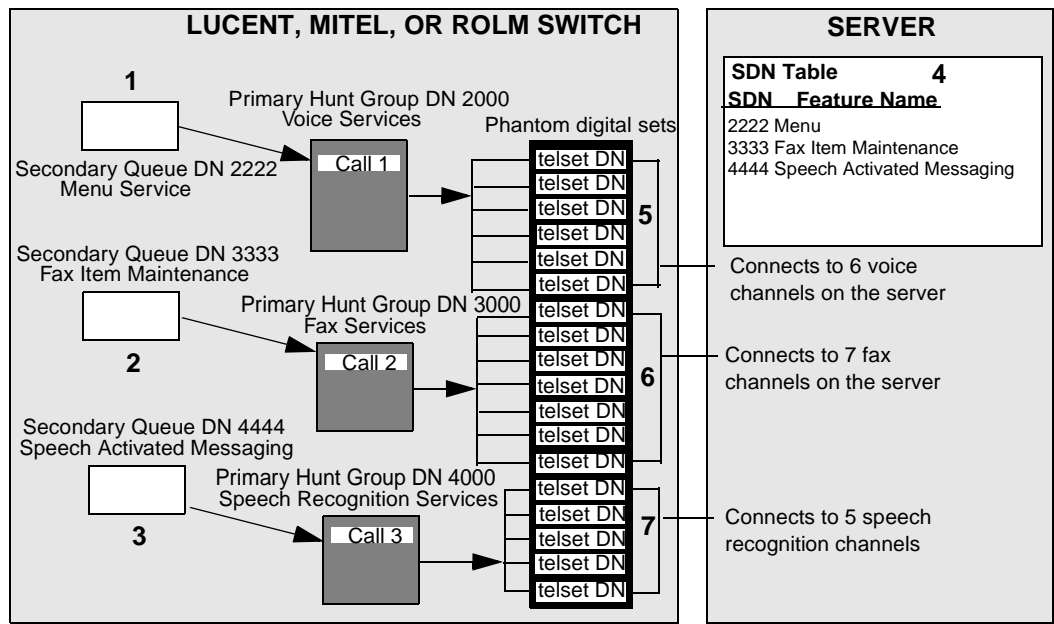 LUCENT, MITEL, OR ROLM SWITCH
1
Primary Hunt Group DN 2000
Voice Services
Call 1
Secondary Queue DN 2222
Menu Service
Secondary Queue DN 3333
Fax Item Maintenance
2
Primary Hunt Group DN 3000
Fax Services
Call 2
Secondary Queue DN 4444
Speech Activated Messaging
3
Primary Hunt Group DN 4000
Speech Recognition Services
Call 3
Phantom digital sets
telset DN
telset DN
telset DN
telset DN
telset DN
telset DN
5
telset DN
telset DN
telset DN
telset DN
telset DN
telset DN
telset DN
6
telset DN
telset DN
telset DN
telset DN
telset DN
7
SERVER
SDN Table 4
SDN Feature Name
2222 Menu
3333 Fax Item Maintenance
4444 Speech Activated Messaging
Connects to 6 voice
channels on the server
Connects to 7 fax
channels on the server
Connects to 5 speech
recognition channels